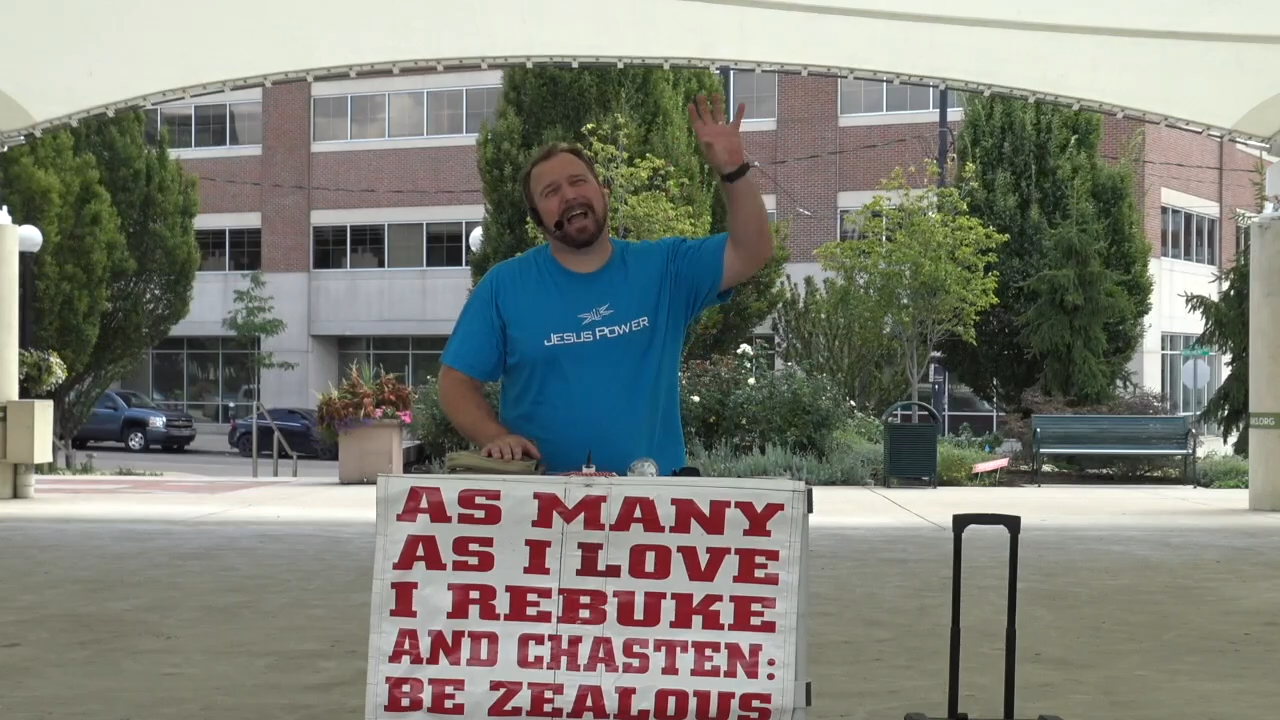 JESUS POWER
AS MANY
AS I LOVE
I REBUKE
AND CHASTEN:
BE ZEALOUS